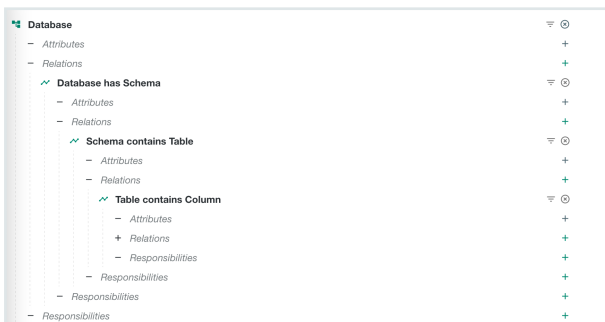 Database
Attributes
Relations
Database has Schema
Attributes
Relations
Schema contains Table
Attributes
Relations
Table contains Column
Attributes
Relations
Responsibilities
Responsibilities
Responsibilities
Responsibilities